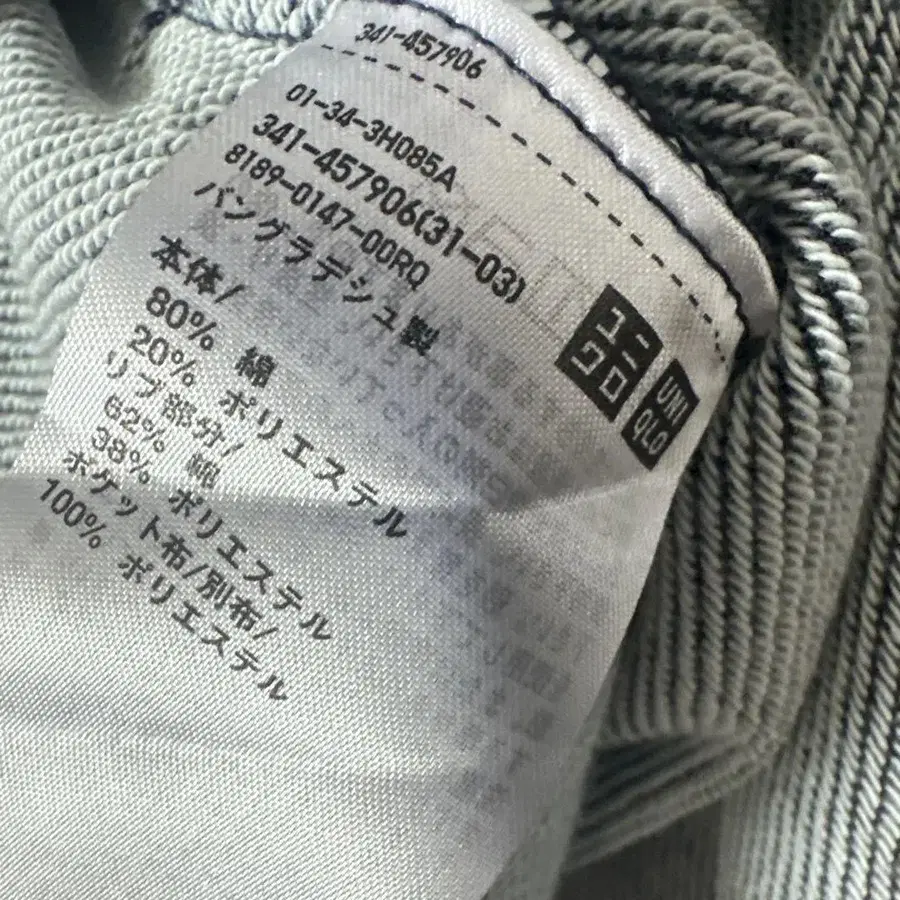 341-457906
01-34-3H085A
341-457906(31-03)
8189-0147-00RQ
バングラデシュ製
本体/
80% 綿
20% ポリエステル
リブ部分/
62% 綿
38% ポリエステル
ポケット布/別布/
100% ポリエステル
ユニ
クロ
UNI
QLO